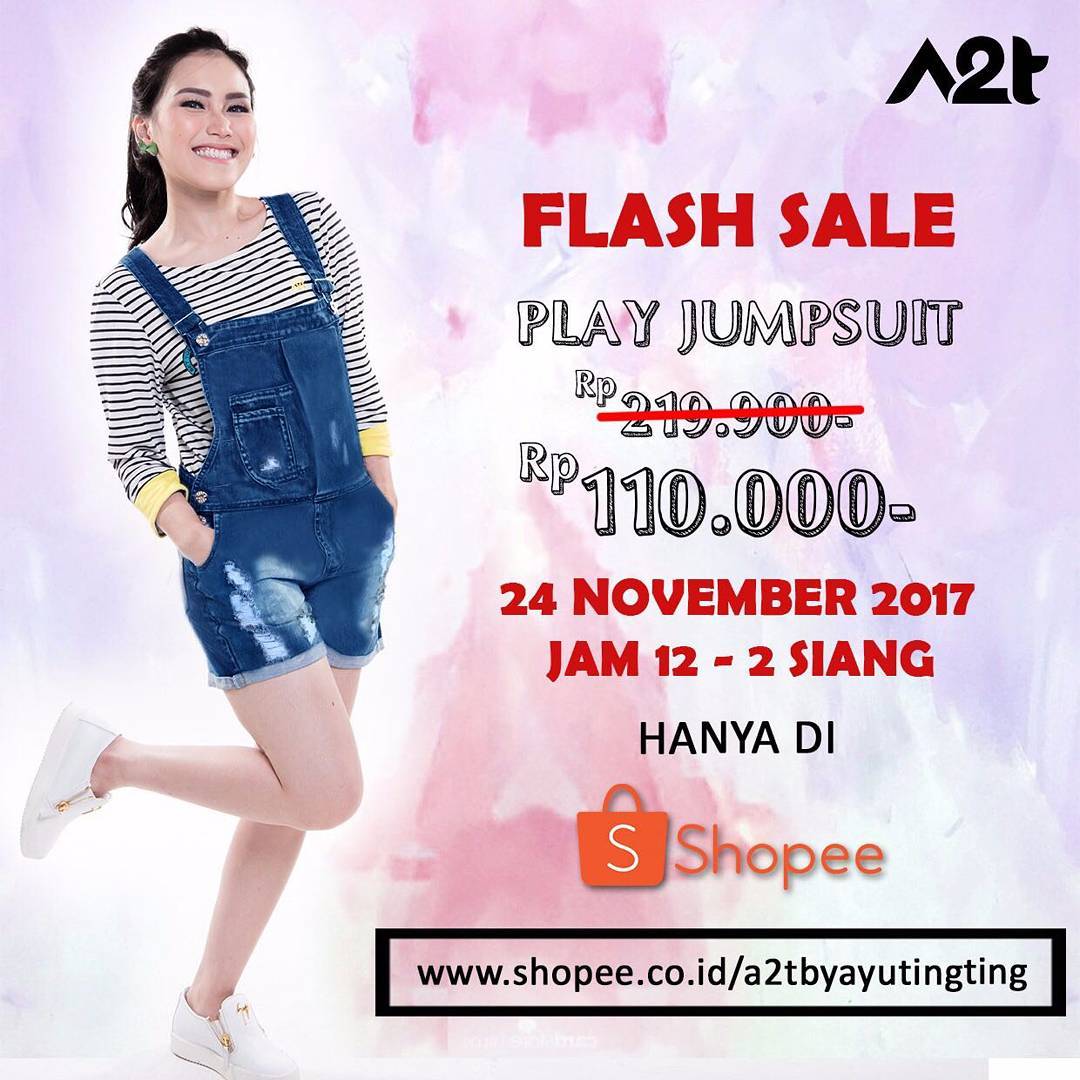 A2t
FLASH SALE
PLAY JUMPSUIT
Rp 219.900-
Rp 110.000-
24 NOVEMBER 2017
JAM 12 - 2 SIANG
HANYA DI
S Shopee
www.shopee.co.id/a2tbyayutingting